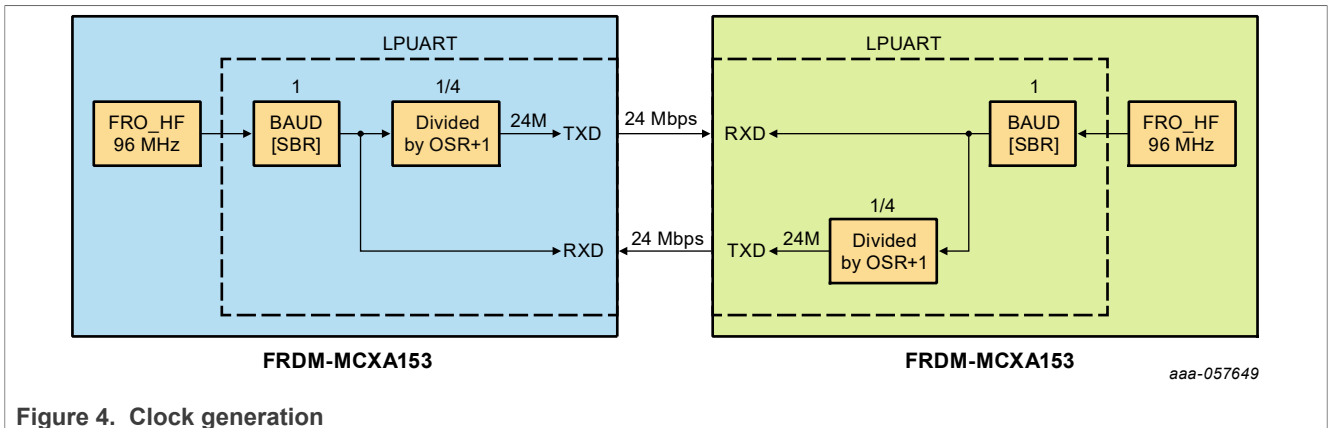 LPUART
1
1/4
FRO_HF
96 MHz
BAUD
[SBR]
Divided
by OSR+1
24M
TXD
RXD
24 Mbps
24 Mbps
LPUART
RXD
1
BAUD
[SBR]
FRO_HF
96 MHz
1/4
TXD
24M
Divided
by OSR+1
FRDM-MCXA153
FRDM-MCXA153
aaa-057649
Figure 4. Clock generation